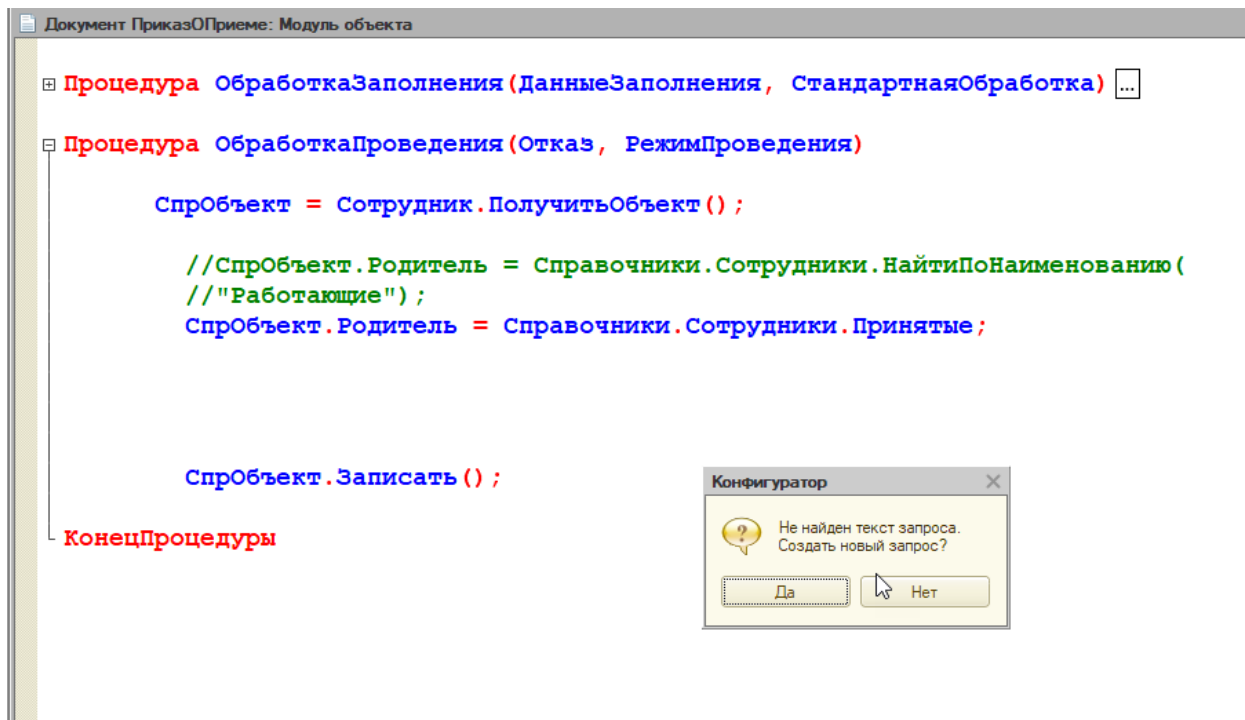 Документ ПриказОПриеме: Модуль объекта
Процедура ОбработкаЗаполнения(ДанныеЗаполнения, СтандартнаяОбработка) ...
Процедура ОбработкаПроведения(Отказ, РежимПроведения)
СпрОбъект = Сотрудник.ПолучитьОбъект();
//СпрОбъект.Родитель = Справочники.Сотрудники.НайтиПоНаименованию(
//"Работающие");
СпрОбъект.Родитель = Справочники.Сотрудники.Принятые;
СпрОбъект.Записать();
КонецПроцедуры
Конфигуратор
Не найден текст запроса.
Создать новый запрос?
Да Нет